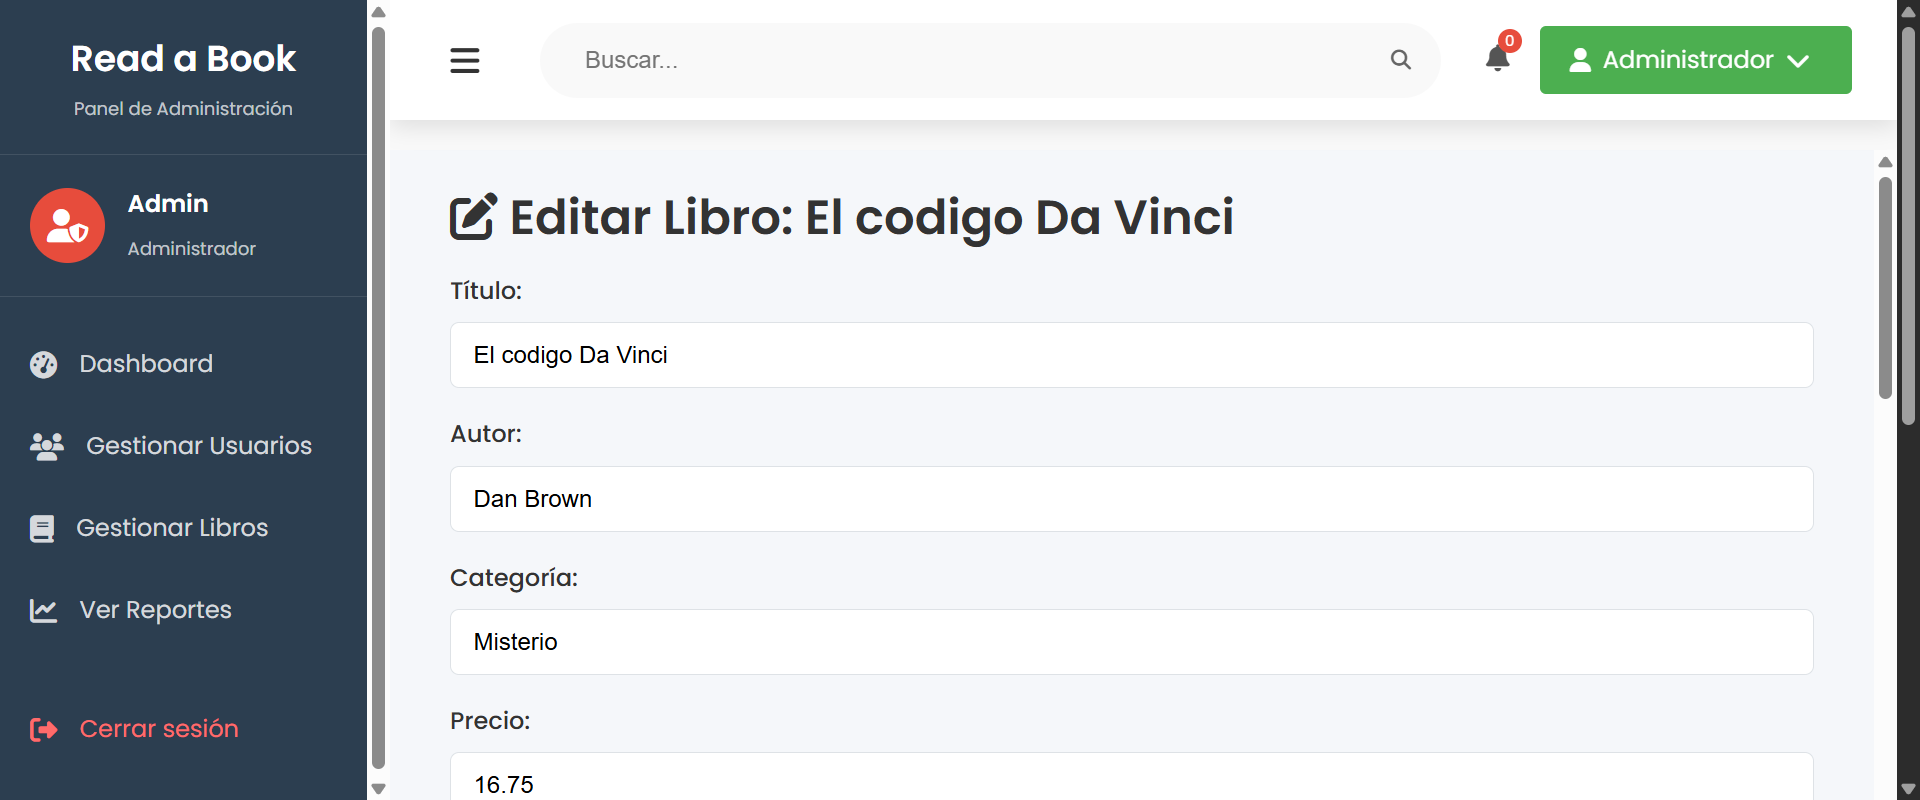 Read a Book
Panel de Administración
Admin
Administrador
Dashboard
Gestionar Usuarios
Gestionar Libros
Ver Reportes
Cerrar sesión
Buscar...
0
Administrador
Editar Libro: El codigo Da Vinci
Título:
El codigo Da Vinci
Autor:
Dan Brown
Categoría:
Misterio
Precio:
16.75